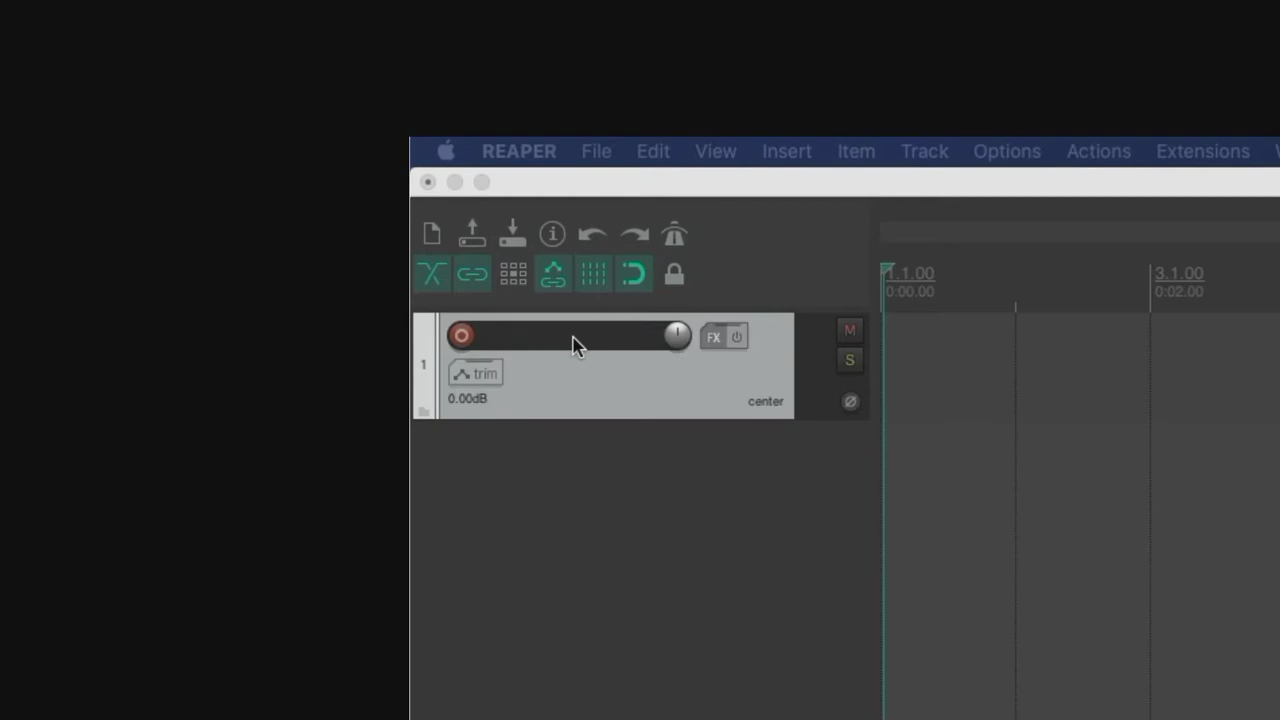 REAPER File Edit View Insert Item Track Options Actions Extensions
1.1.00 3.1.00
0:00.00 0:02.00
FX M
1 S
trim
0.00dB center